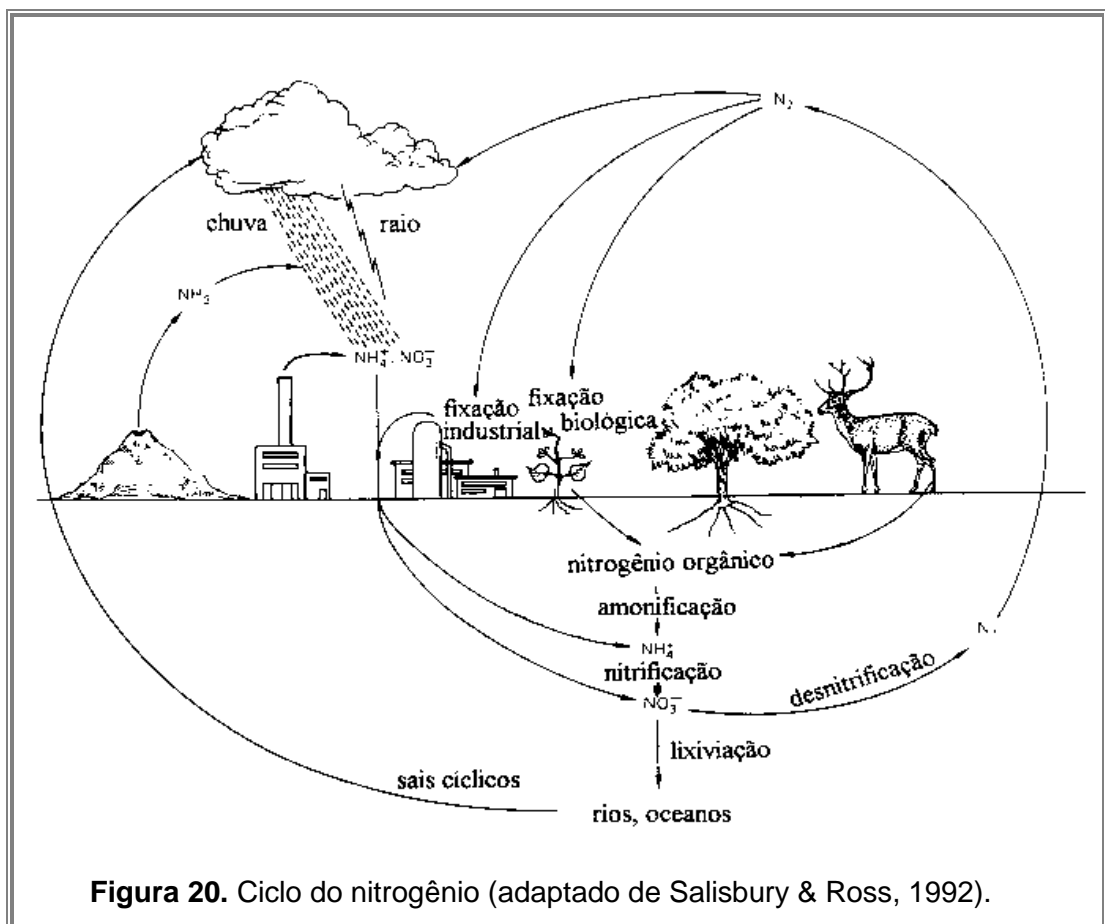 N₂
chuva
raio
NH₃
NH₄⁺, NO₃⁻
fixação
industrial
fixação
biológica
nitrogênio orgânico
amonificação
NH₄⁺
nitrificação
NO₃⁻
desnitrificação
lixiviação
sais cíclicos
rios, oceanos
Figura 20. Ciclo do nitrogênio (adaptado de Salisbury & Ross, 1992).